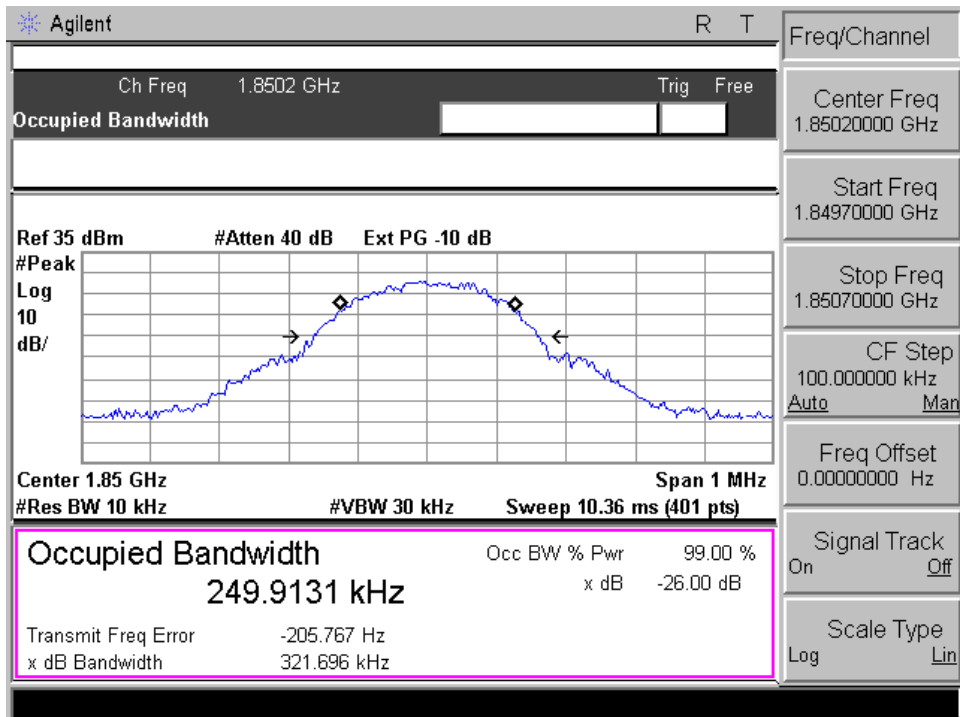 Agilent R T
Ch Freq 1.8502 GHz Trig Free
Occupied Bandwidth
Ref 35 dBm #Atten 40 dB Ext PG -10 dB
#Peak
Log
10
dB/
Center 1.85 GHz Span 1 MHz
#Res BW 10 kHz #VBW 30 kHz Sweep 10.36 ms (401 pts)
Occupied Bandwidth Occ BW % Pwr 99.00 %
249.9131 kHz x dB -26.00 dB
Transmit Freq Error -205.767 Hz
x dB Bandwidth 321.696 kHz
Freq/Channel
Center Freq
1.85020000 GHz
Start Freq
1.84970000 GHz
Stop Freq
1.85070000 GHz
CF Step
100.000000 kHz
Auto Man
Freq Offset
0.00000000 Hz
Signal Track
On Off
Scale Type
Log Lin